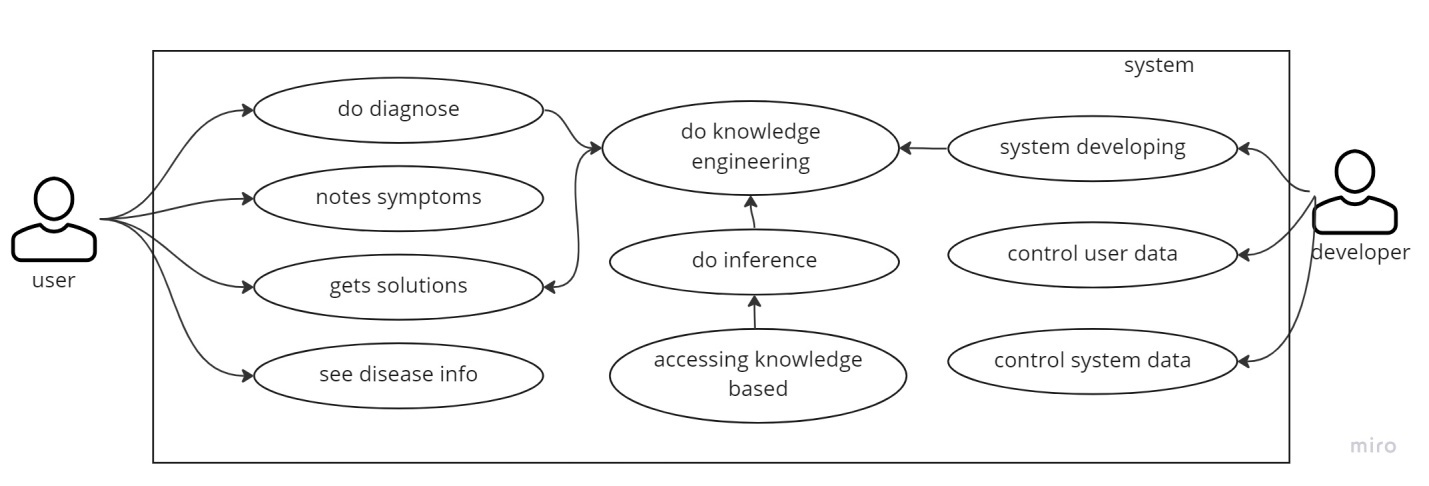 system
do diagnose
notes symptoms
gets solutions
see disease info
do knowledge
engineering
do inference
accessing knowledge
based
system developing
control user data
control system data
user
developer
miro